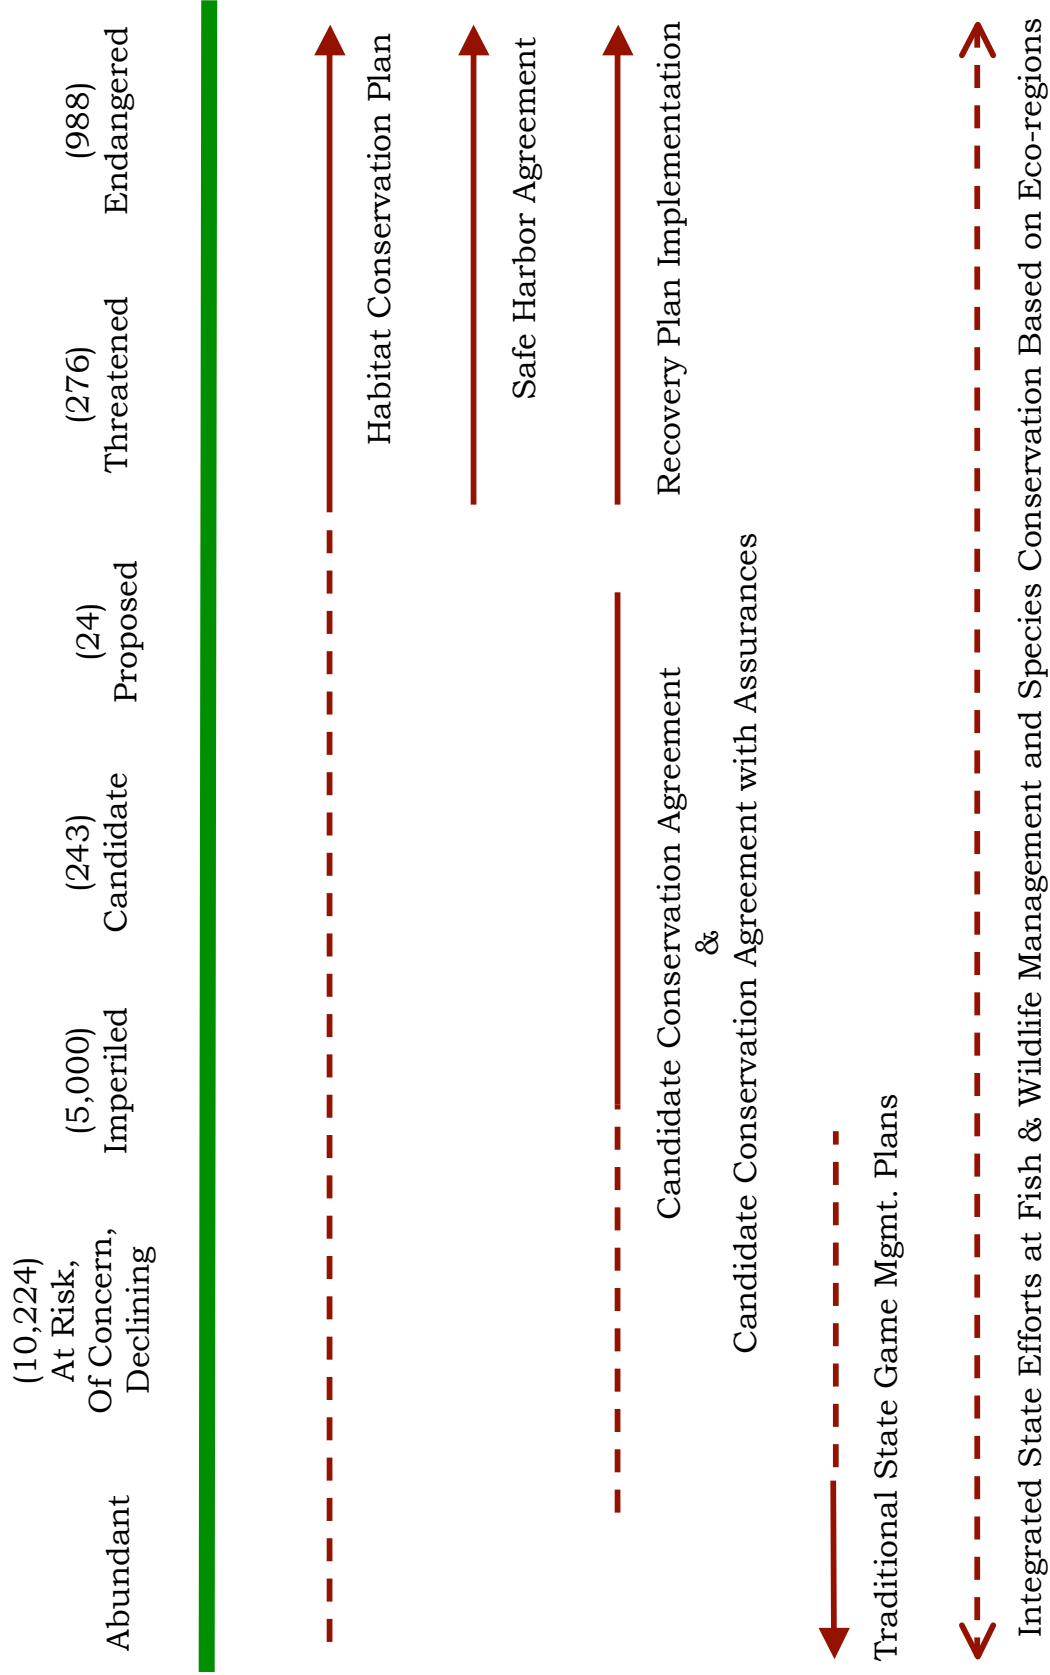 Abundant
(10,224)
At Risk,
Of Concern,
Declining
(5,000)
Imperiled
(243)
Candidate
(24)
Proposed
(276)
Threatened
(988)
Endangered
Habitat Conservation Plan
Safe Harbor Agreement
Recovery Plan Implementation
Candidate Conservation Agreement
&
Candidate Conservation Agreement with Assurances
Traditional State Game Mgmt. Plans
Integrated State Efforts at Fish & Wildlife Management and Species Conservation Based on Eco-regions